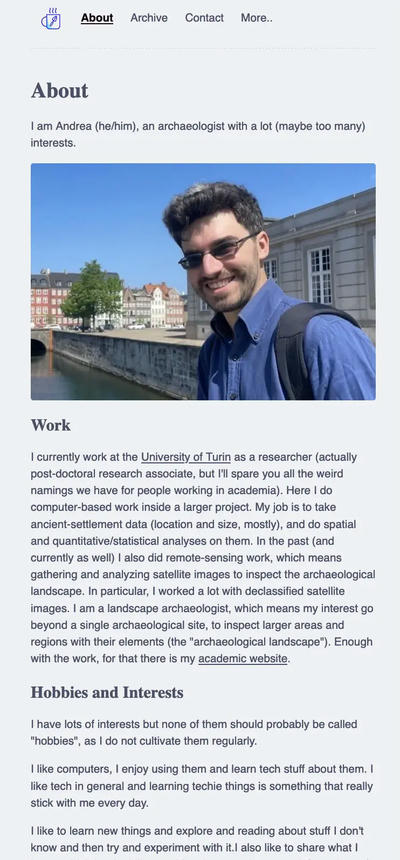 About Archive Contact More..
About
I am Andrea (he/him), an archaeologist with a lot (maybe too many)
interests.
Work
I currently work at the University of Turin as a researcher (actually
post-doctoral research associate, but I'll spare you all the weird
namings we have for people working in academia). Here I do
computer-based work inside a larger project. My job is to take
ancient-settlement data (location and size, mostly), and do spatial
and quantitative/statistical analyses on them. In the past (and
currently as well) I also did remote-sensing work, which means
gathering and analyzing satellite images to inspect the archaeological
landscape. In particular, I worked a lot with declassified satellite
images. I am a landscape archaeologist, which means my interest go
beyond a single archaeological site, to inspect larger areas and
regions with their elements (the "archaeological landscape"). Enough
with the work, for that there is my academic website.
Hobbies and Interests
I have lots of interests but none of them should probably be called
"hobbies", as I do not cultivate them regularly.
I like computers, I enjoy using them and learn tech stuff about them. I
like tech in general and learning techie things is something that really
stick with me every day.
I like to learn new things and explore and reading about stuff I don't
know and then try and experiment with it.I also like to share what I